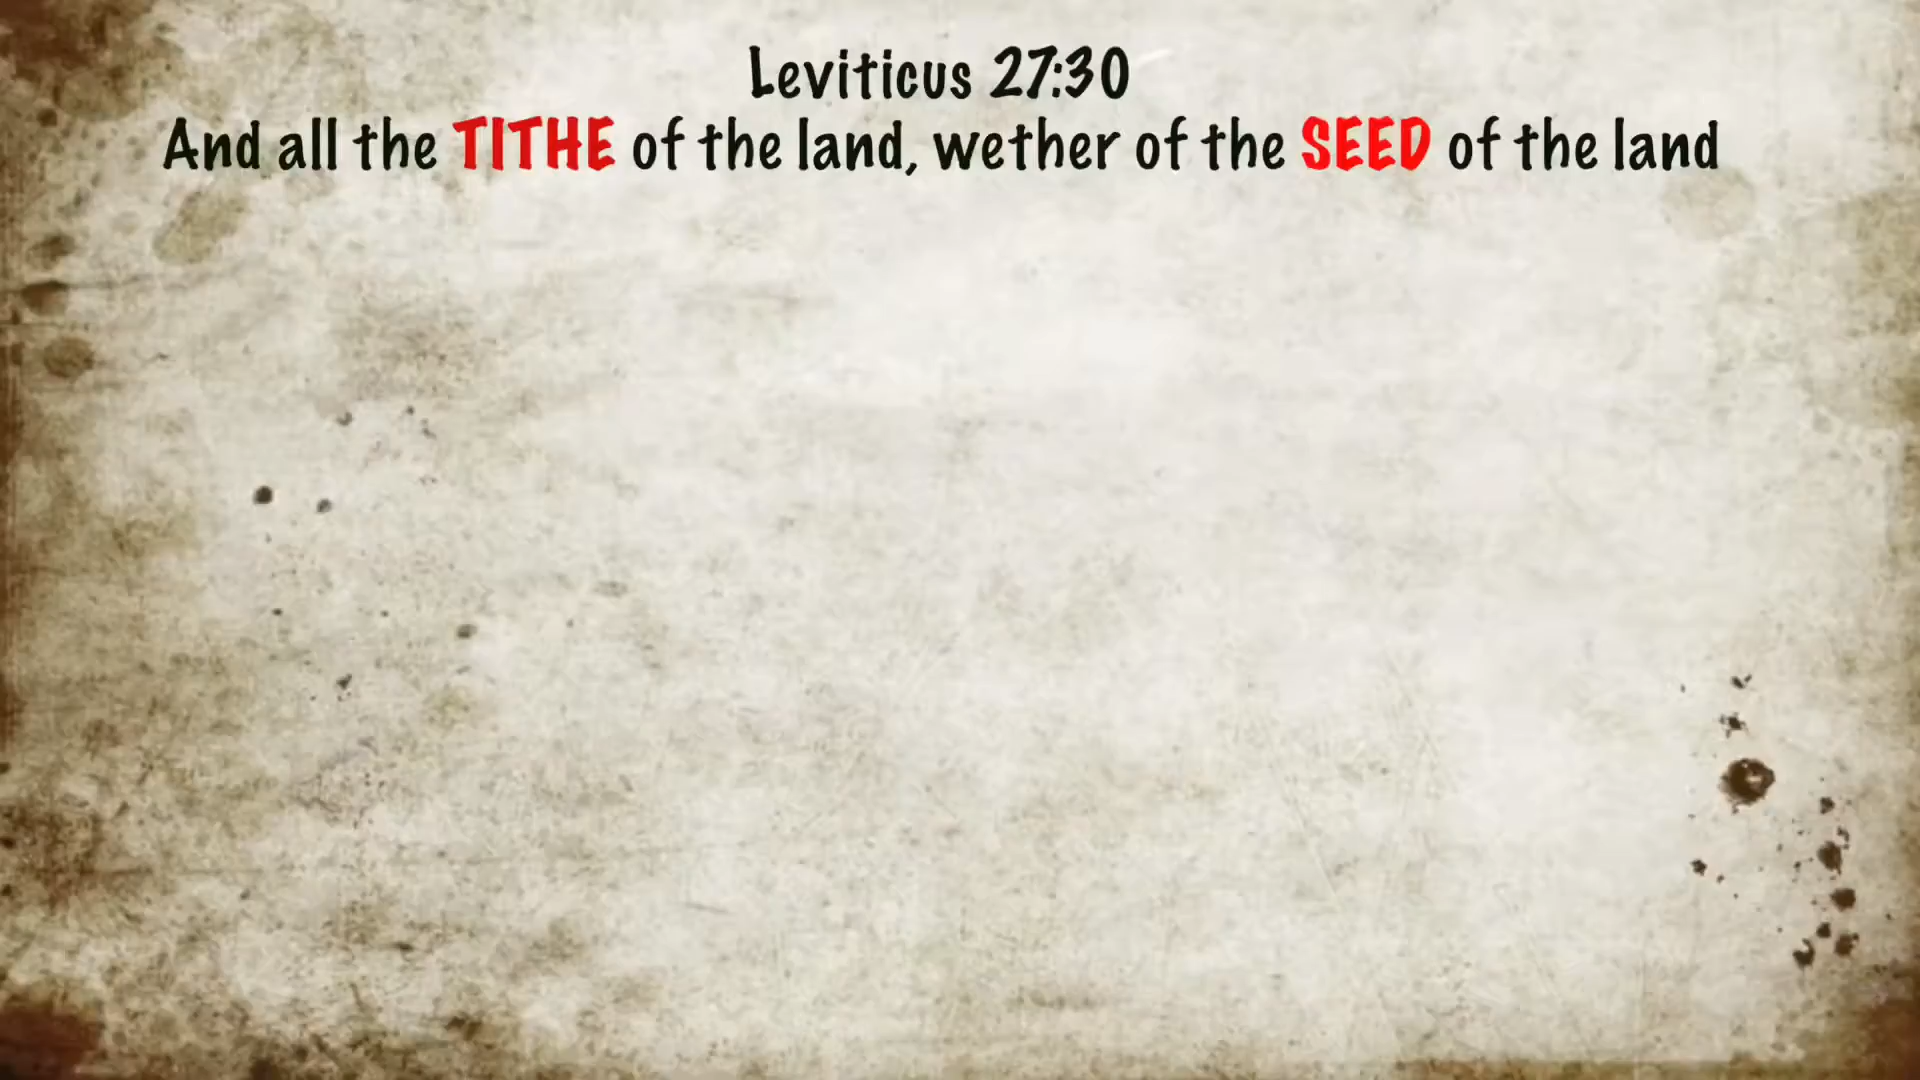 Leviticus 27:30
And all the TITHE of the land, wether of the SEED of the land